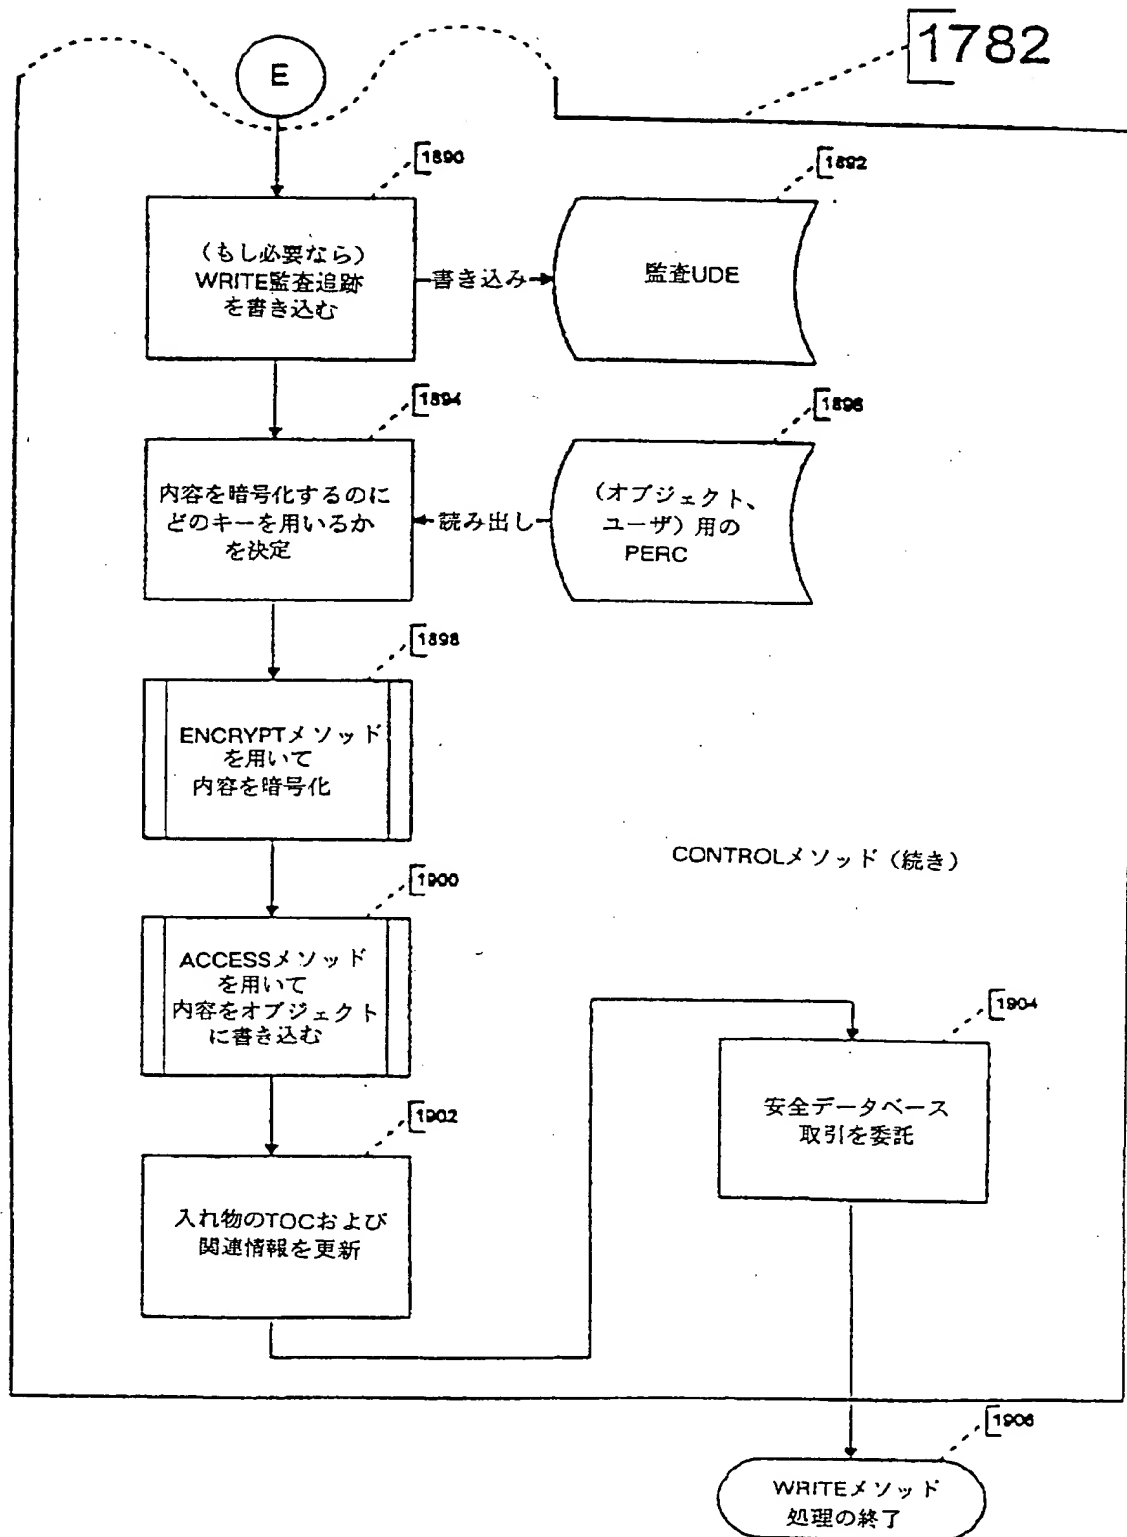 1782
E
1890
1892
（もし必要なら）
WRITE監査追跡
を書き込む
書き込み
監査UDE
1894
1896
内容を暗号化するのに
どのキーを用いるか
を決定
読み出し
（オブジェクト、
ユーザ）用の
PERC
1898
ENCRYPTメソッド
を用いて
内容を暗号化
CONTROLメソッド（続き）
1900
ACCESSメソッド
を用いて
内容をオブジェクト
に書き込む
1904
安全データベース
取引を委託
1902
入れ物のTOCおよび
関連情報を更新
1906
WRITEメソッド
処理の終了